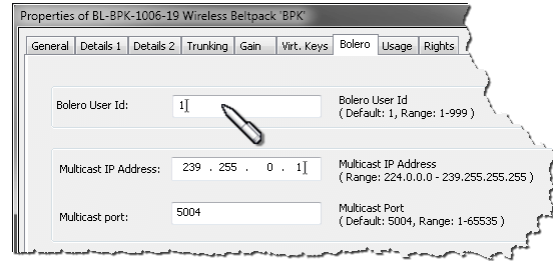 Properties of BL-BPK-1006-19 Wireless Beltpack 'BPK'
General Details 1 Details 2 Trunking Gain Virt. Keys Bolero Usage Rights
Bolero User Id: 1 Bolero User Id
( Default: 1, Range: 1-999 )
Multicast IP Address: 239 . 255 . 0 . 1 Multicast IP Address
( Range: 224.0.0.0 - 239.255.255.255 )
Multicast port: 5004 Multicast Port
( Default: 5004, Range: 1-65535 )